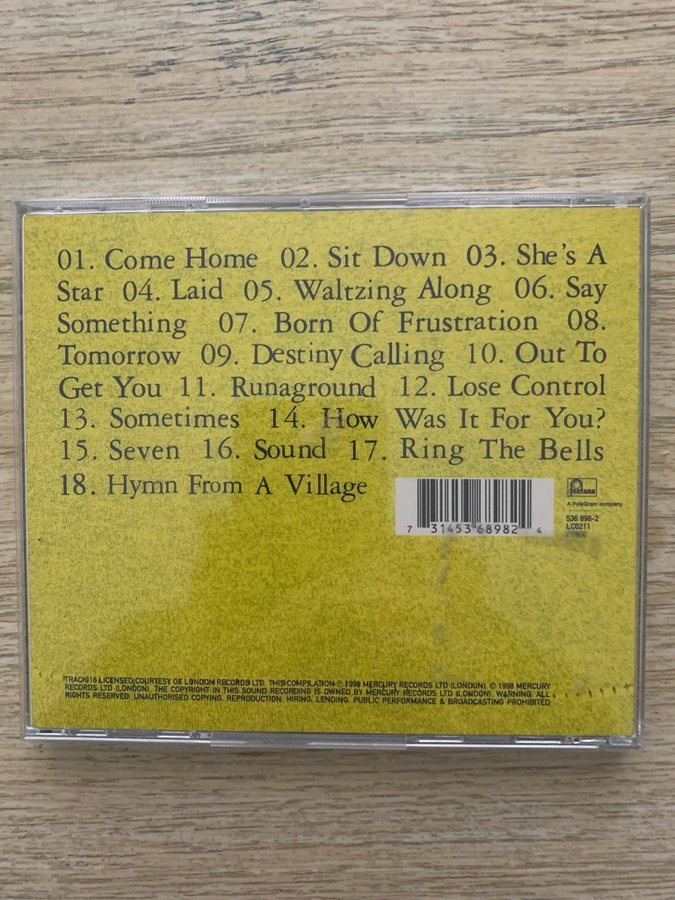 01. Come Home 02. Sit Down 03. She's A
Star 04. Laid 05. Waltzing Along 06. Say
Something 07. Born Of Frustration 08.
Tomorrow 09. Destiny Calling 10. Out To
Get You 11. Runaground 12. Lose Control
13. Sometimes 14. How Was It For You?
15. Seven 16. Sound 17. Ring The Bells
18. Hymn From A Village
fontana
A PolyGram company
536 898-2
LC0211
7 31453 68982 4
TRACK 18 LICENSED COURTESY OF LONDON RECORDS LTD. THIS COMPILATION ℗ 1998 MERCURY RECORDS LTD (LONDON). © 1998 MERCURY
RECORDS LTD (LONDON). THE COPYRIGHT IN THIS SOUND RECORDING IS OWNED BY MERCURY RECORDS LTD (LONDON). WARNING. ALL
RIGHTS RESERVED. UNAUTHORISED COPYING, REPRODUCTION, HIRING, LENDING, PUBLIC PERFORMANCE & BROADCASTING PROHIBITED